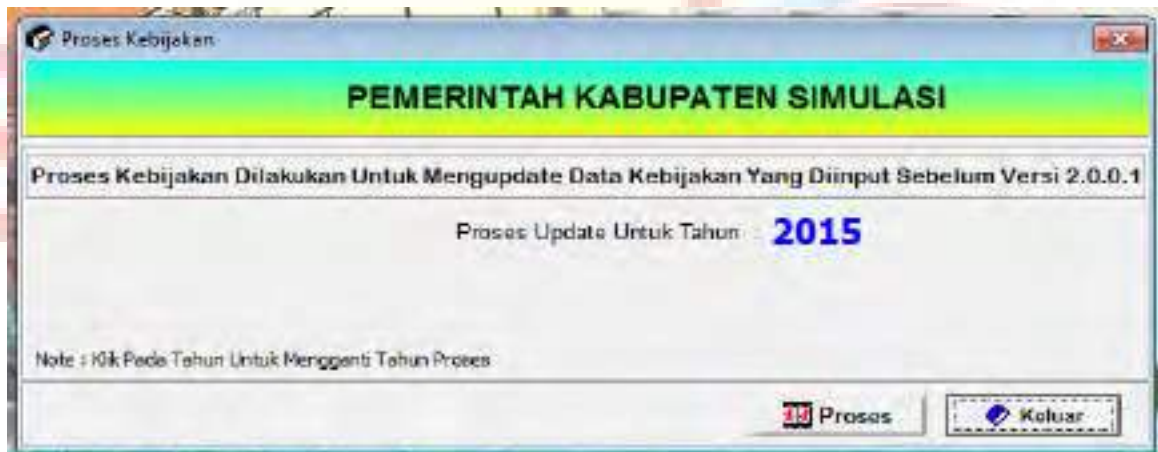 Proses Kebijakan
PEMERINTAH KABUPATEN SIMULASI
Proses Kebijakan Dilakukan Untuk Mengupdate Data Kebijakan Yang Diinput Sebelum Versi 2.0.0.1
Proses Update Untuk Tahun : 2015
Note : Klik Pada Tahun Untuk Mengganti Tahun Proses
Proses Keluar